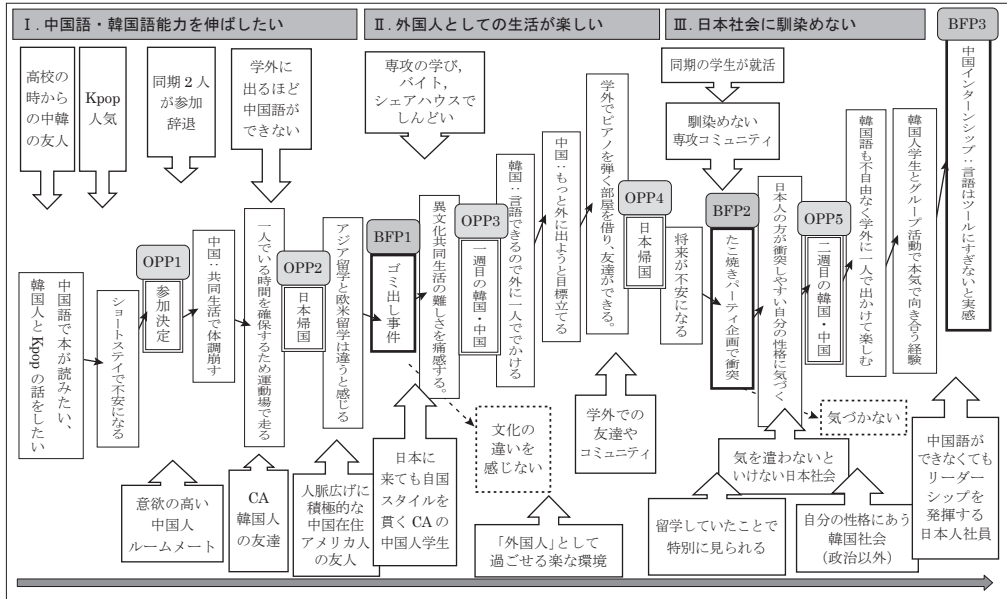 Ⅰ. 中国語・韓国語能力を伸ばしたい
Ⅱ. 外国人としての生活が楽しい
Ⅲ. 日本社会に馴染めない
BFP3
高校の
時から
の中韓
の友人
Kpop
人気
同期２人
が参加
辞退
学外に
出るほど
中国語が
できない
専攻の学び,
バイト,
シェアハウスで
しんどい
同期の学生が就活
馴染めない
専攻コミュニティ
中国語で本が読みたい、
韓国人と Kpop の話をしたい
ショートステイで不安になる
OPP1
参加決定
中国：共同生活で体調崩す
一人でいる時間を確保するため運動場で走る
OPP2
日本帰国
アジア留学と欧米留学は違うと感じる
BFP1
ゴミ出し事件
異文化共同生活の難しさを痛感する。
OPP3
一週目の韓国・中国
韓国：言語できるので外に一人でかける
中国：もっと外に出ようと目標立てる
学外でピアノを弾く部屋を借り、友達ができる。
OPP4
日本帰国
将来が不安になる
BFP2
たこ焼きパーティ企画で衝突
日本人の方が衝突しやすい自分の性格に気づく
OPP5
二週目の韓国・中国
韓国語も不自由なく学外に一人で出かけて楽しむ
韓国人学生とグループ活動で本気で向き合う経験
中国インターンシップ：言語はツールにすぎないと実感
意欲の高い
中国人
ルームメート
CA
韓国人
の友達
人脈広げに
積極的な
中国在住
アメリカ人
の友人
日本に
来ても自国
スタイルを
貫く CA の
中国人学生
文化の
違いを
感じない
「外国人」として
過ごせる楽な環境
学外での
友達や
コミュニティ
気づかない
気を遣わないと
いけない日本社会
留学していたことで
特別に見られる
自分の性格にあう
韓国社会
(政治以外)
中国語が
できなくても
リーダー
シップを
発揮する
日本人社員